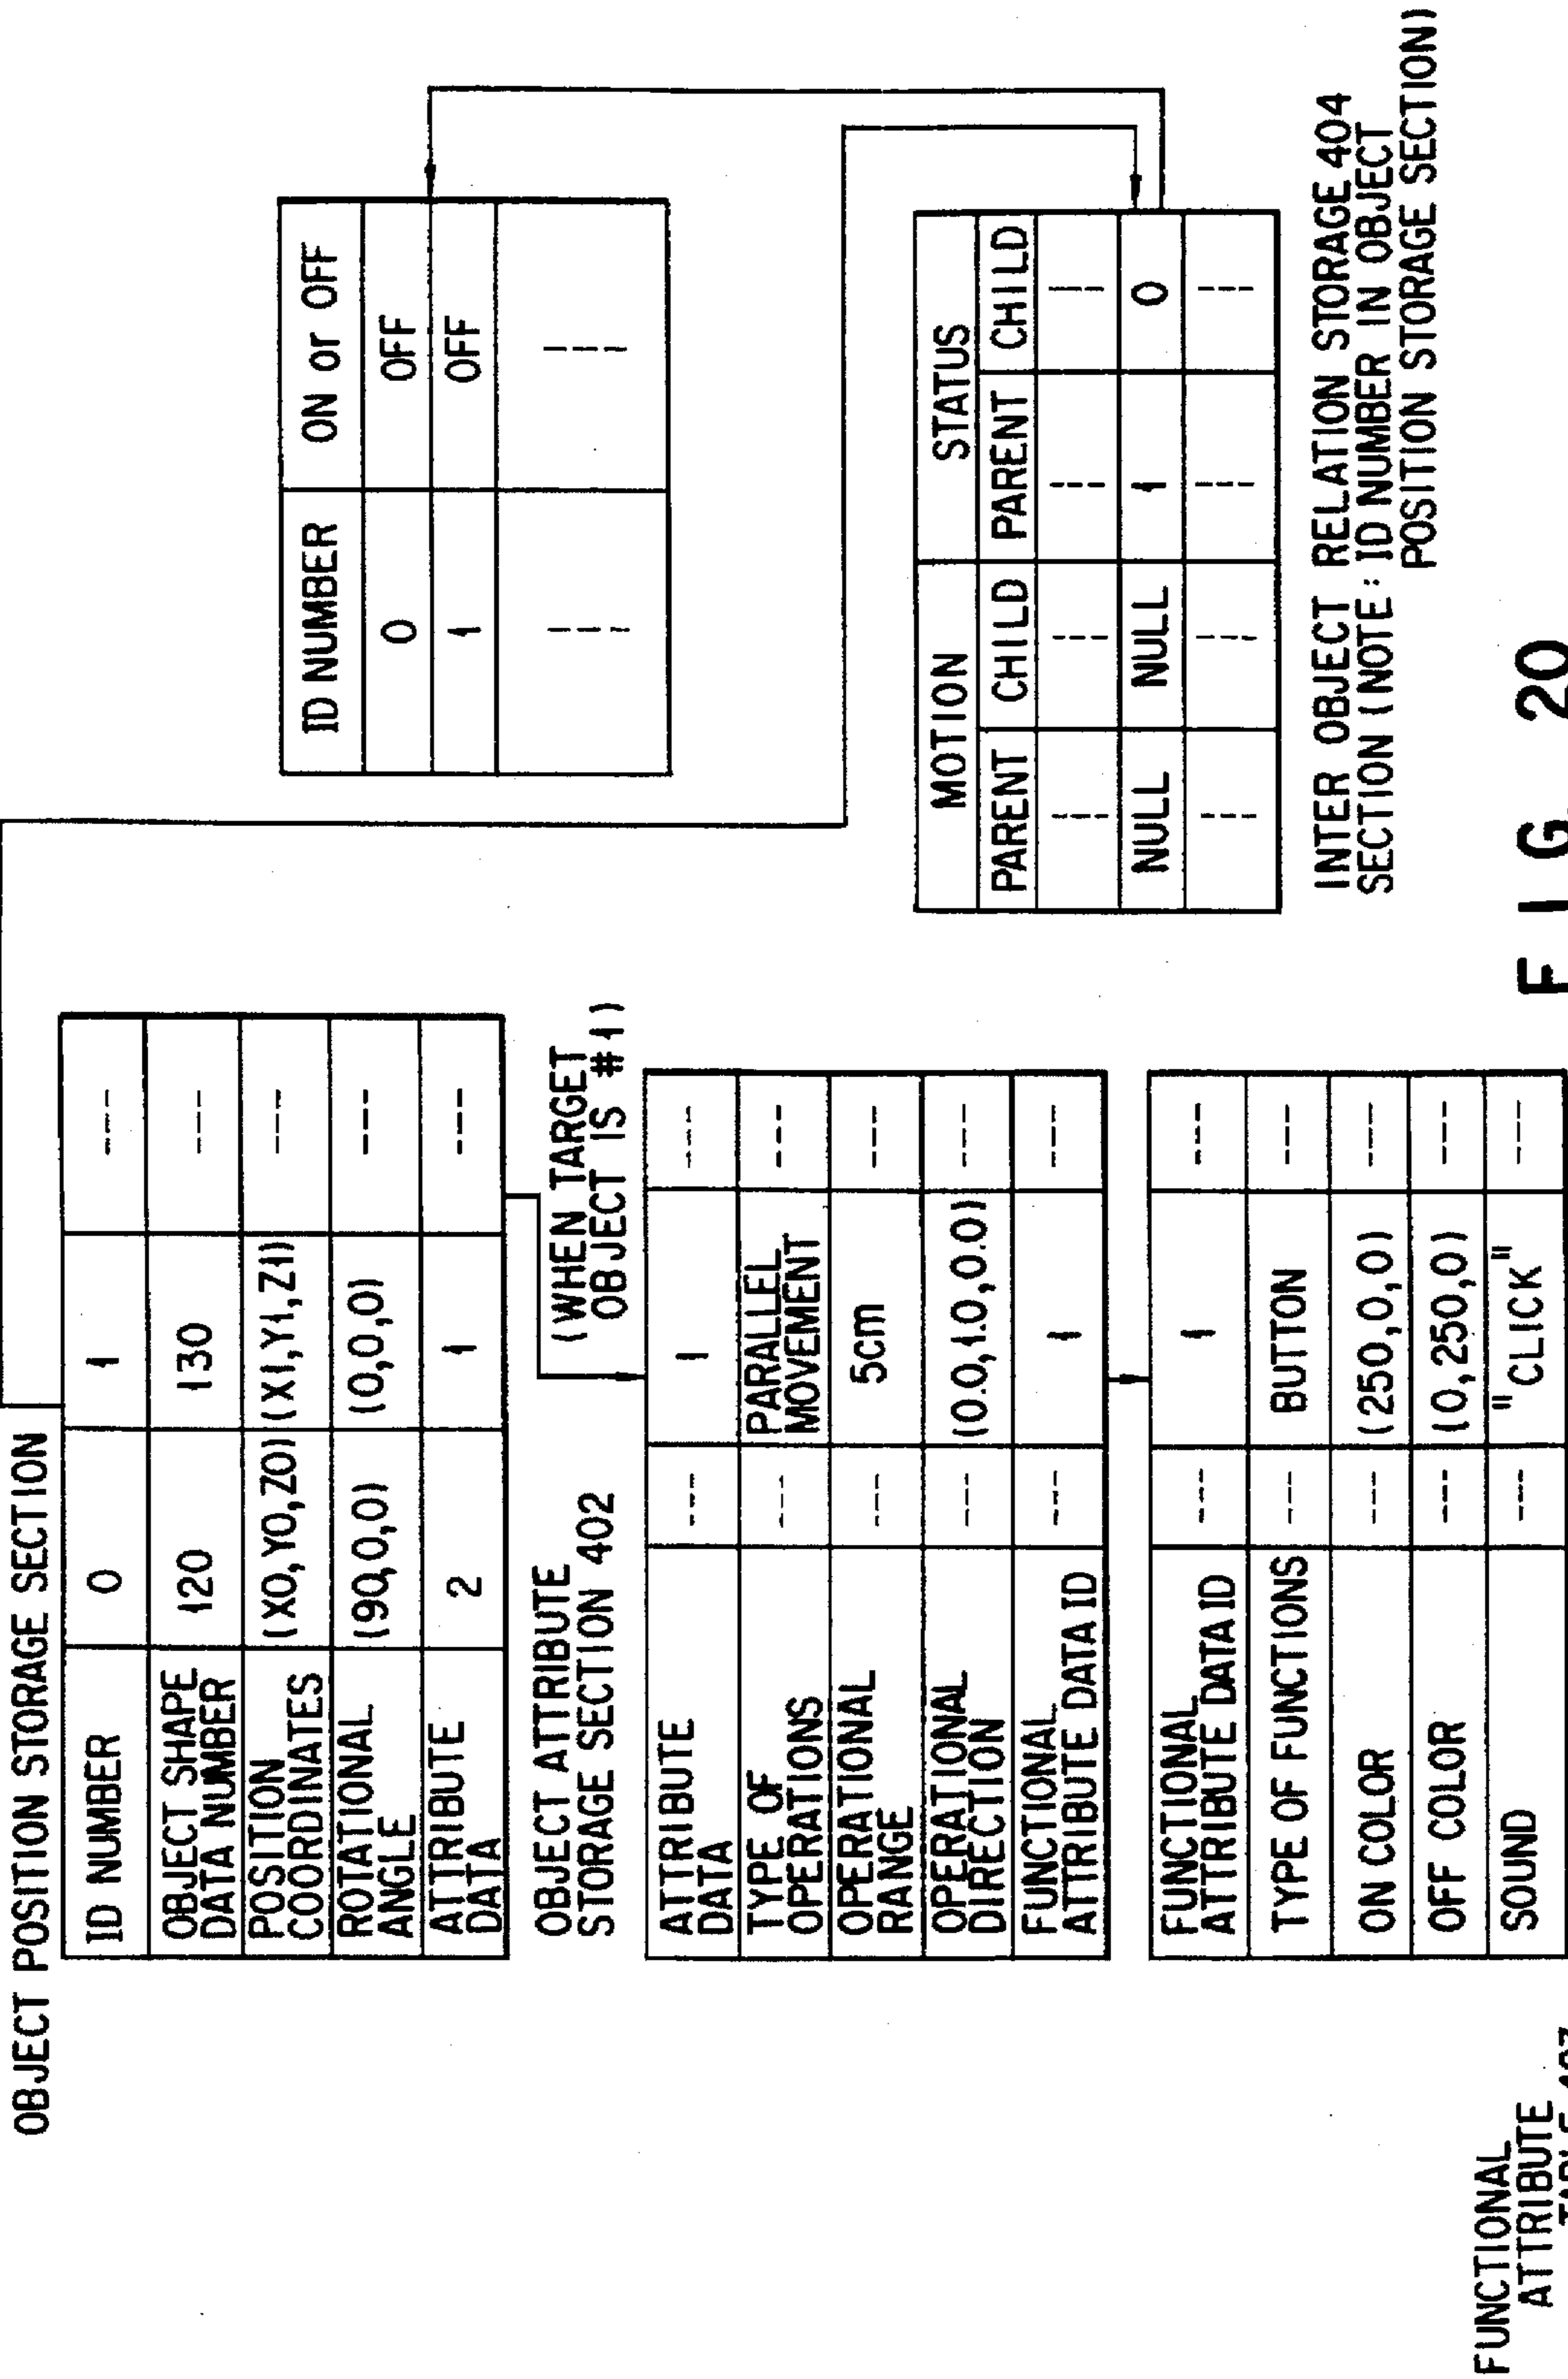 OBJECT POSITION STORAGE SECTION
ID NUMBER 0 1 ---
OBJECT SHAPE
DATA NUMBER 120 130 ---
POSITION
COORDINATES (X0,Y0,Z0) (X1,Y1,Z1) ---
ROTATIONAL
ANGLE (90,0,0) (0,0,0) ---
ATTRIBUTE
DATA 2 1 ---
OBJECT ATTRIBUTE
STORAGE SECTION 402
(WHEN TARGET
OBJECT IS #1)
ATTRIBUTE
DATA --- 1 ---
TYPE OF
OPERATIONS --- PARALLEL
MOVEMENT ---
OPERATIONAL
RANGE --- 5cm ---
OPERATIONAL
DIRECTION --- (0.0,1.0,0.0) ---
FUNCTIONAL
ATTRIBUTE DATA ID --- 1 ---
FUNCTIONAL
ATTRIBUTE DATA ID --- 1 ---
TYPE OF FUNCTIONS --- BUTTON ---
ON COLOR --- (250,0,0) ---
OFF COLOR --- (0,250,0) ---
SOUND --- "CLICK" ---
FUNCTIONAL
ATTRIBUTE
ID NUMBER ON or OFF
0 OFF
1 OFF
--- ---
MOTION STATUS
PARENT CHILD PARENT CHILD
--- --- --- ---
NULL NULL 1 0
--- --- --- ---
INTER OBJECT RELATION STORAGE 404
SECTION (NOTE: ID NUMBER IN OBJECT
POSITION STORAGE SECTION)
FIG. 20